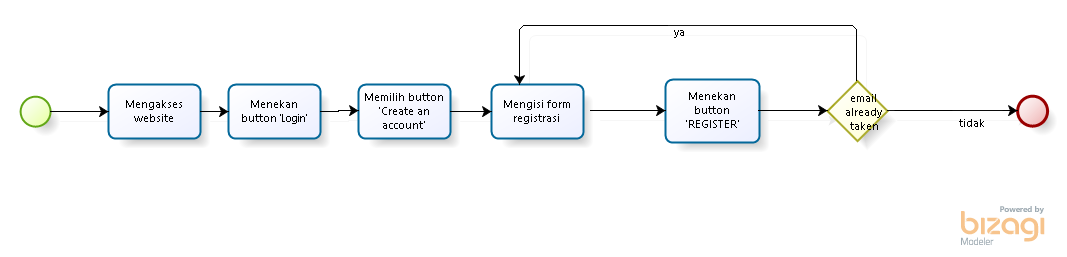 Mengakses
website
Menekan
button 'Login'
Memilih button
'Create an
account'
Mengisi form
registrasi
Menekan
button
'REGISTER'
email
already
taken
ya
tidak
Powered by
bizagi
Modeler